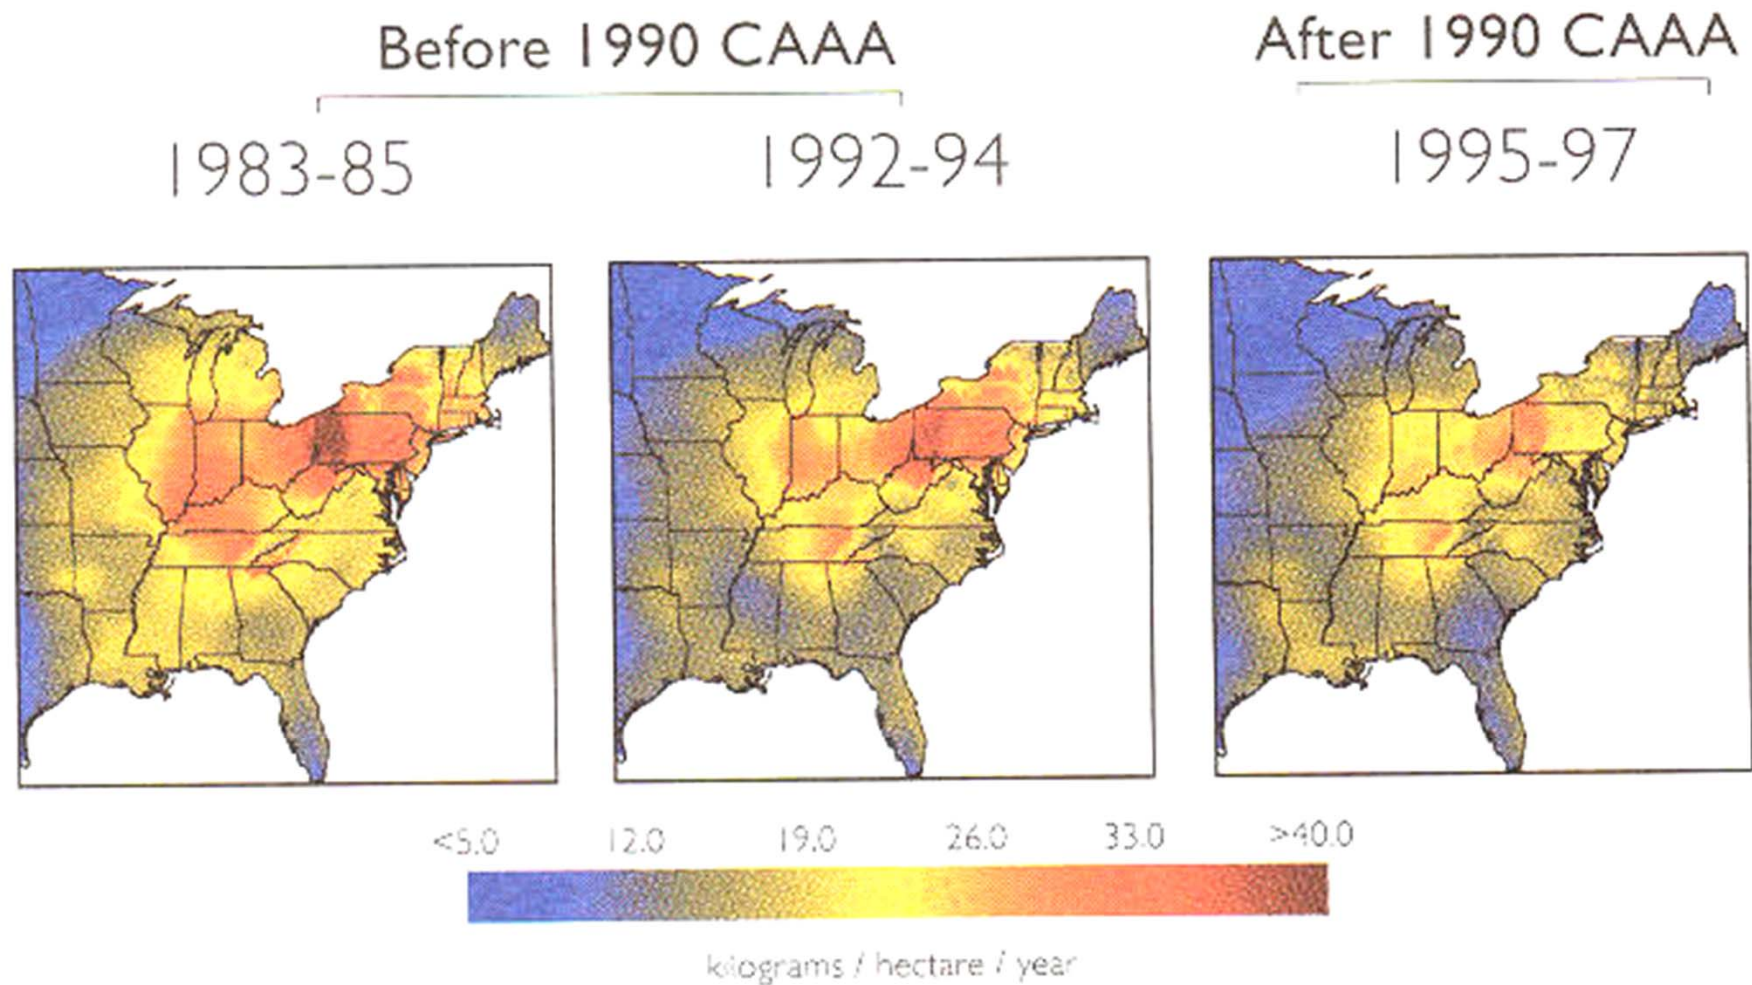 Before 1990 CAAA
After 1990 CAAA
1983-85
1992-94
1995-97
<5.0 12.0 19.0 26.0 33.0 >40.0
kilograms / hectare / year